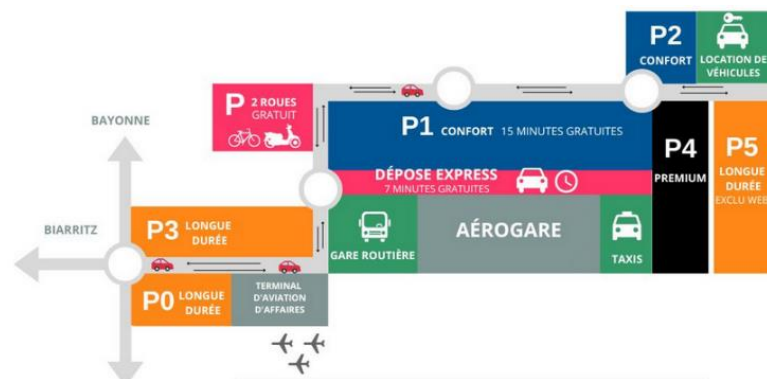 P2
CONFORT
LOCATION DE
VÉHICULES
P
2 ROUES
GRATUIT
BAYONNE
P1 CONFORT 15 MINUTES GRATUITES
P4
PREMIUM
P5
LONGUE
DURÉE
EXCLU WEB
DÉPOSE EXPRESS
7 MINUTES GRATUITES
BIARRITZ
P3 LONGUE
DURÉE
GARE ROUTIÈRE
AÉROGARE
TAXIS
P0 LONGUE
DURÉE
TERMINAL
D'AVIATION
D'AFFAIRES